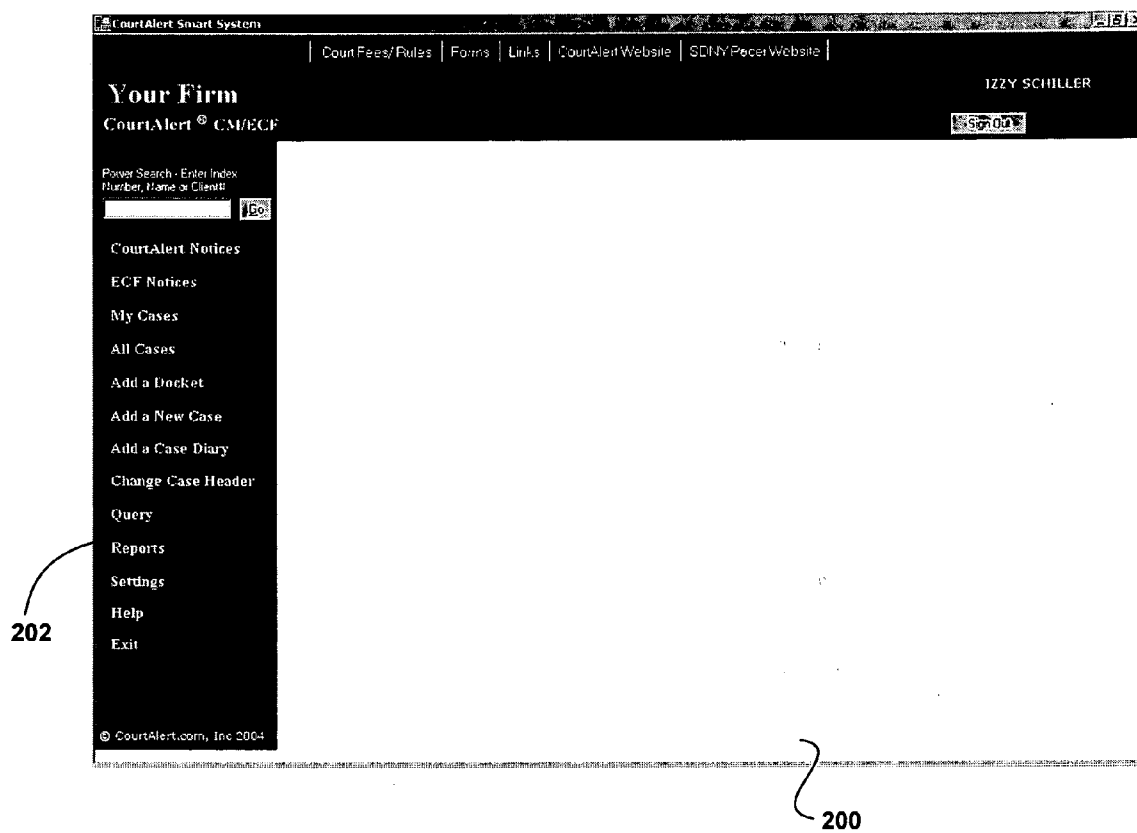 CourtAlert Smart System
Court Fees/Rules | Forms | Links | CourtAlert Website | SDNY Pacer Website |
IZZY SCHILLER
Your Firm
CourtAlert ® CM/ECF
Sign Out
Power Search - Enter Index
Number, Name or Client#
Go
CourtAlert Notices
ECF Notices
My Cases
All Cases
Add a Docket
Add a New Case
Add a Case Diary
Change Case Header
Query
Reports
Settings
Help
Exit
202
© CourtAlert.com, Inc 2004
200